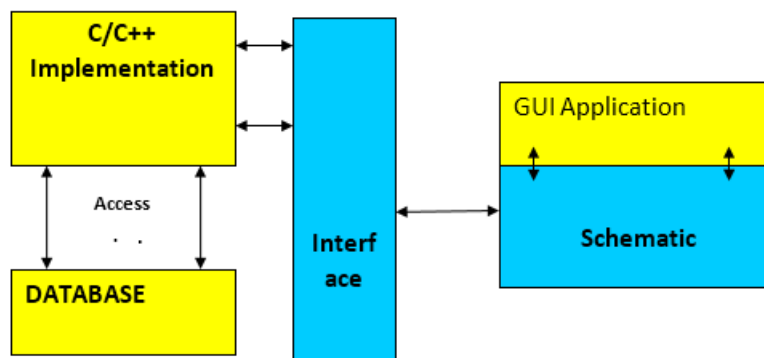 C/C++
Implementation
Access
. .
DATABASE
Interf
ace
GUI Application
Schematic